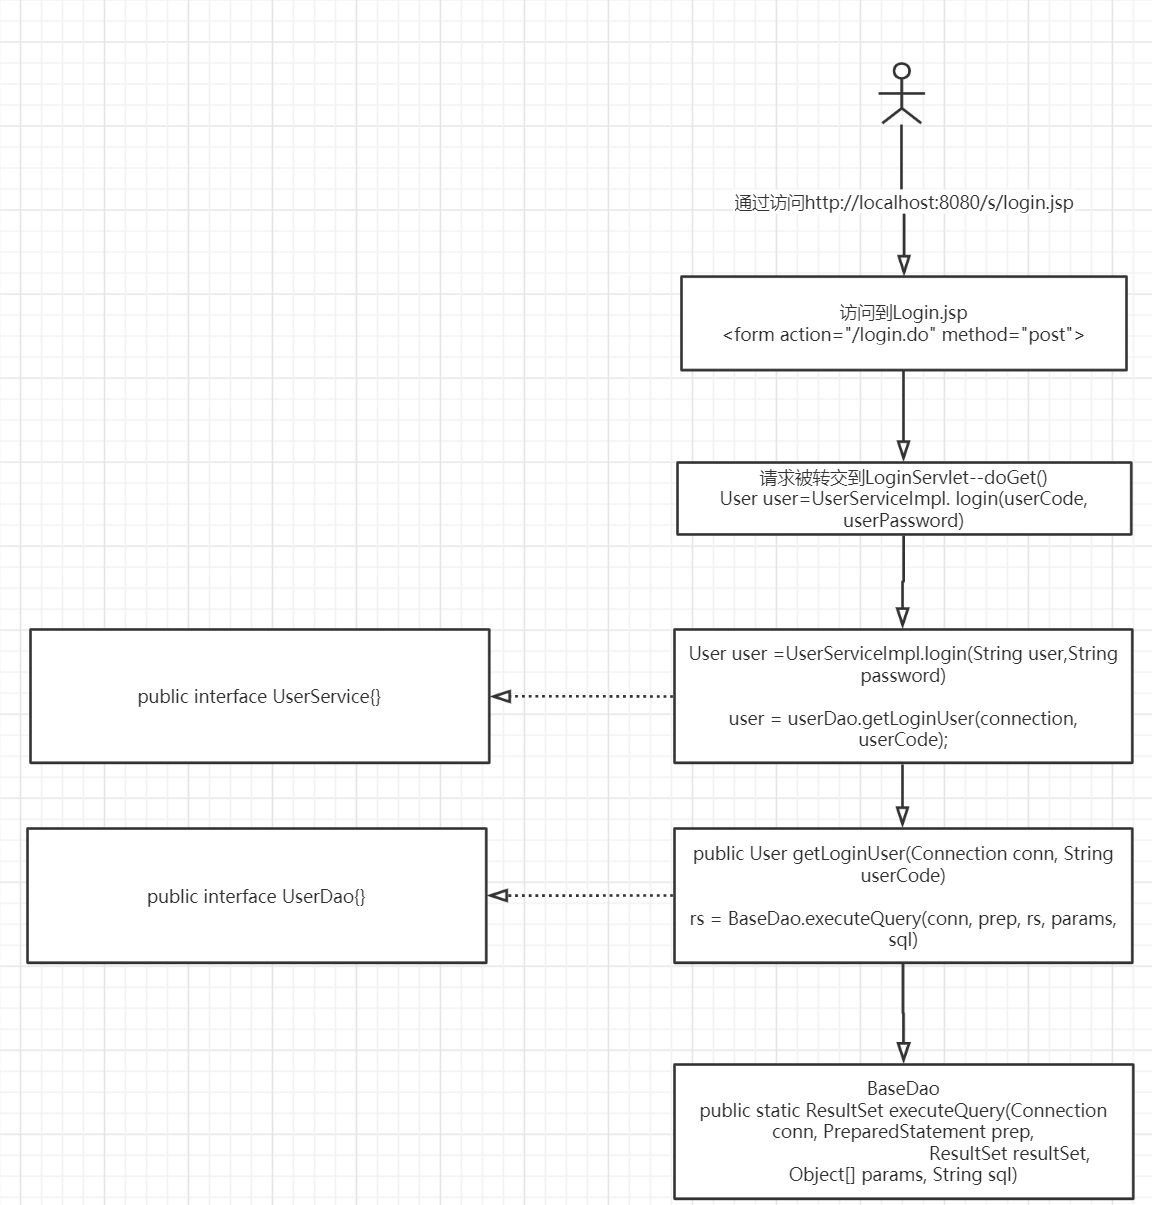 通过访问http://localhost:8080/s/login.jsp
访问到Login.jsp
<form action="/login.do" method="post">
请求被转交到LoginServlet--doGet()
User user=UserServiceImpl. login(userCode,
userPassword)
User user =UserServiceImpl.login(String user,String
password)
user = userDao.getLoginUser(connection,
userCode);
public interface UserService{}
public User getLoginUser(Connection conn, String
userCode)
rs = BaseDao.executeQuery(conn, prep, rs, params,
sql)
public interface UserDao{}
BaseDao
public static ResultSet executeQuery(Connection
conn, PreparedStatement prep,
ResultSet resultSet,
Object[] params, String sql)